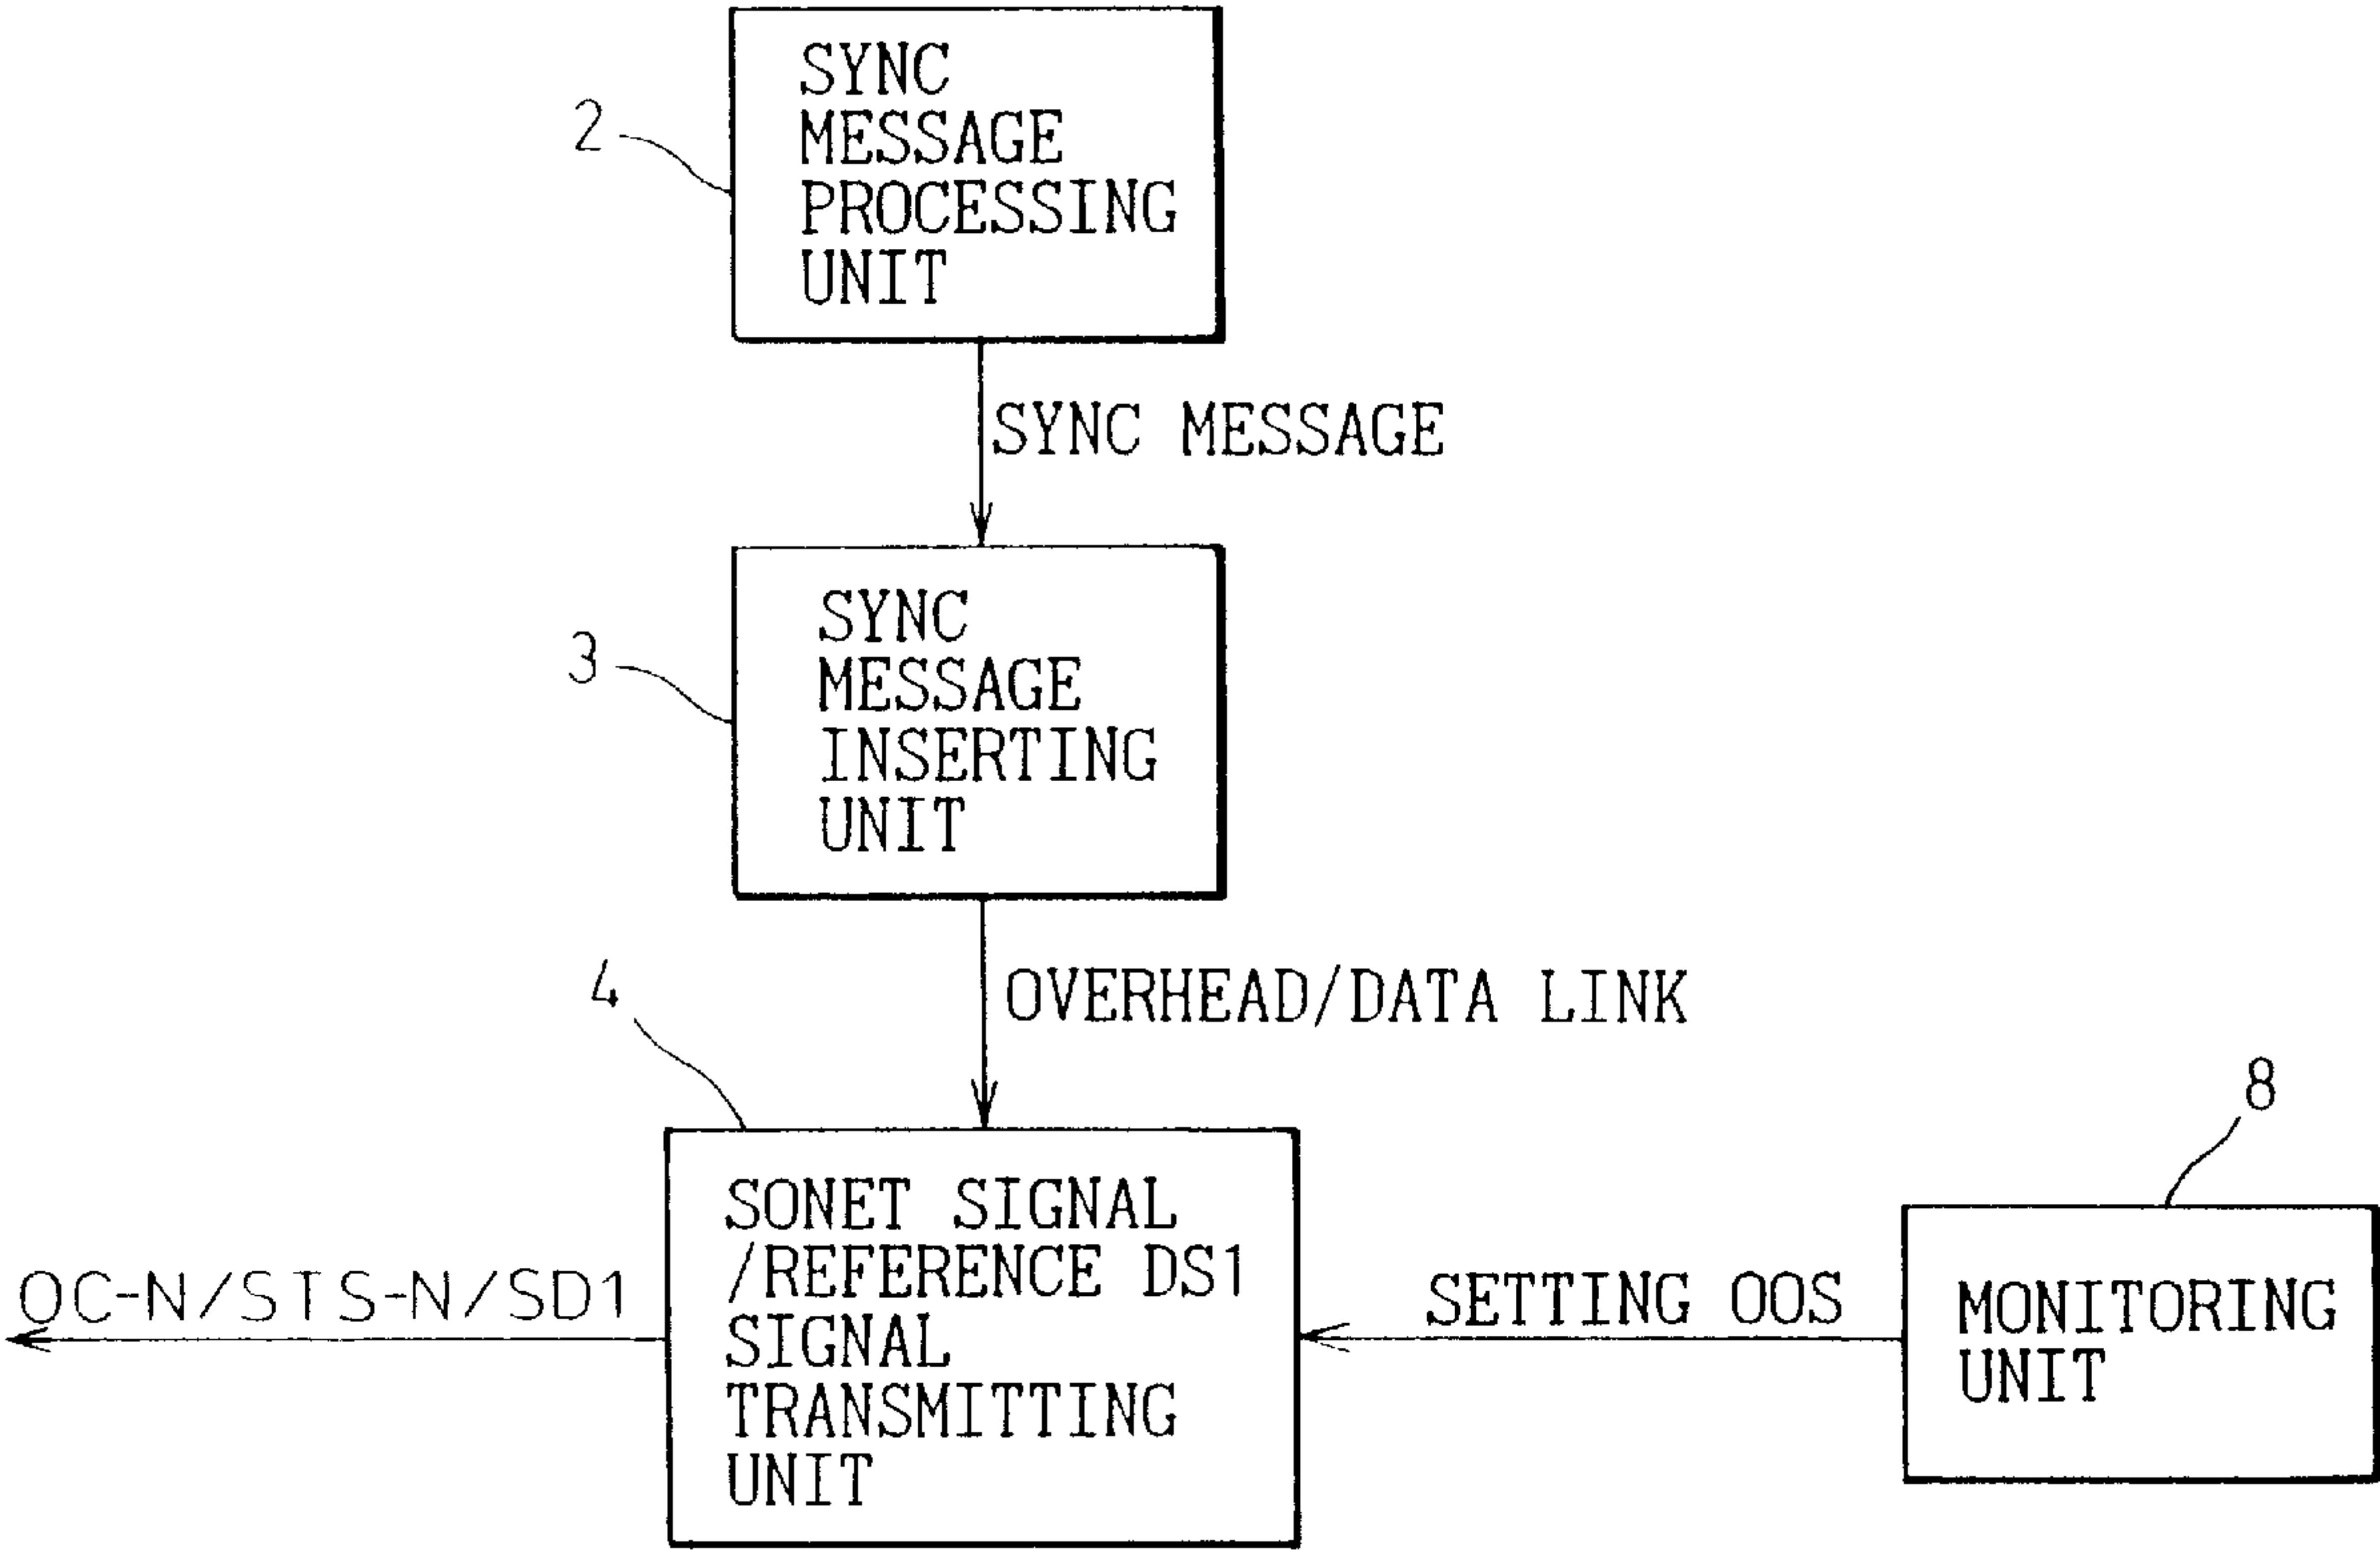 2
SYNC
MESSAGE
PROCESSING
UNIT
SYNC MESSAGE
3
SYNC
MESSAGE
INSERTING
UNIT
OVERHEAD/DATA LINK
4
SONET SIGNAL
/REFERENCE DS1
SIGNAL
TRANSMITTING
UNIT
OC-N/STS-N/SD1
SETTING OOS
8
MONITORING
UNIT